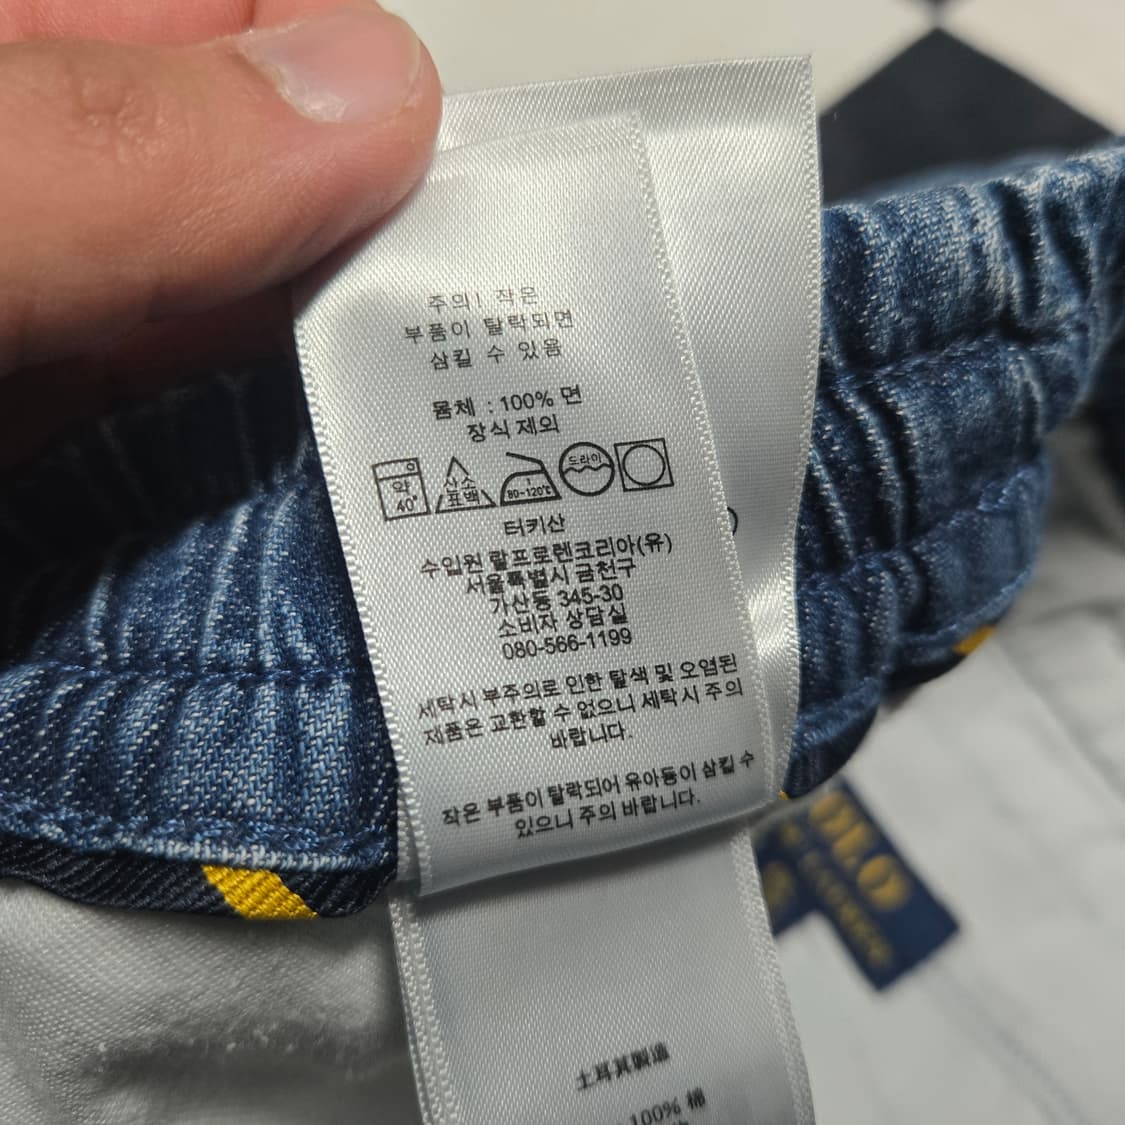 주의! 작은
부품이 탈락되면
삼킬 수 있음
몸체 : 100% 면
장식 제외
약
40°
산소
표백
1
80-120℃
드라이
터키산
수입원 랄프로렌코리아(유)
서울특별시 금천구
가산동 345-30
소비자 상담실
080-566-1199
세탁시 부주의로 인한 탈색 및 오염된
제품은 교환할 수 없으니 세탁시 주의
바랍니다.
작은 부품이 탈락되어 유아등이 삼킬 수
있으니 주의 바랍니다.
土耳其製造
100% 棉